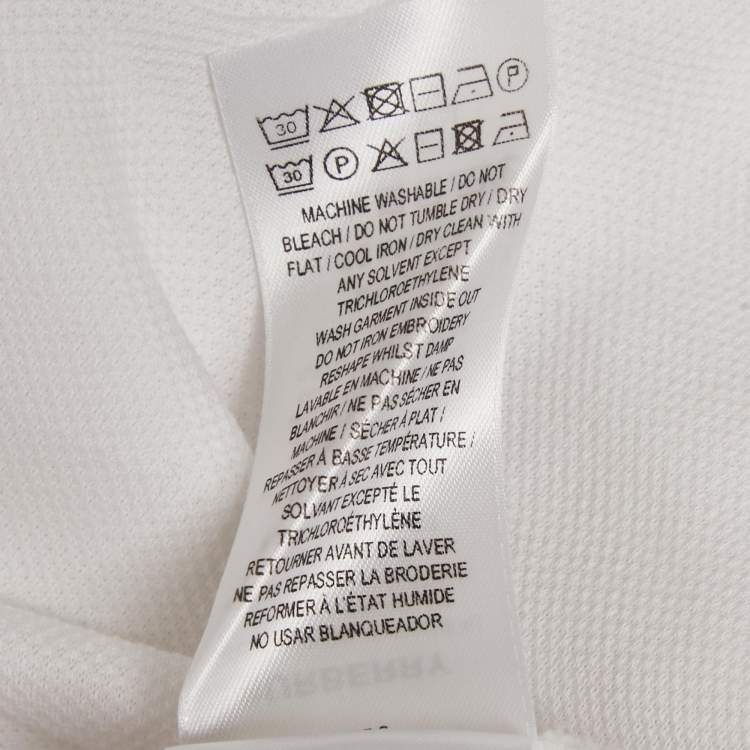 30 P
30 P
MACHINE WASHABLE / DO NOT
BLEACH / DO NOT TUMBLE DRY / DRY
FLAT / COOL IRON / DRY CLEAN WITH
ANY SOLVENT EXCEPT
TRICHLOROETHYLENE
WASH GARMENT INSIDE OUT
DO NOT IRON EMBROIDERY
RESHAPE WHILST DAMP
LAVABLE EN MACHINE / NE PAS
BLANCHIR / NE PAS SÉCHER EN
MACHINE / SÉCHER À PLAT /
REPASSER À BASSE TEMPÉRATURE /
NETTOYER À SEC AVEC TOUT
SOLVANT EXCEPTÉ LE
TRICHLOROÉTHYLÈNE
RETOURNER AVANT DE LAVER
NE PAS REPASSER LA BRODERIE
REFORMER À L'ÉTAT HUMIDE
NO USAR BLANQUEADOR